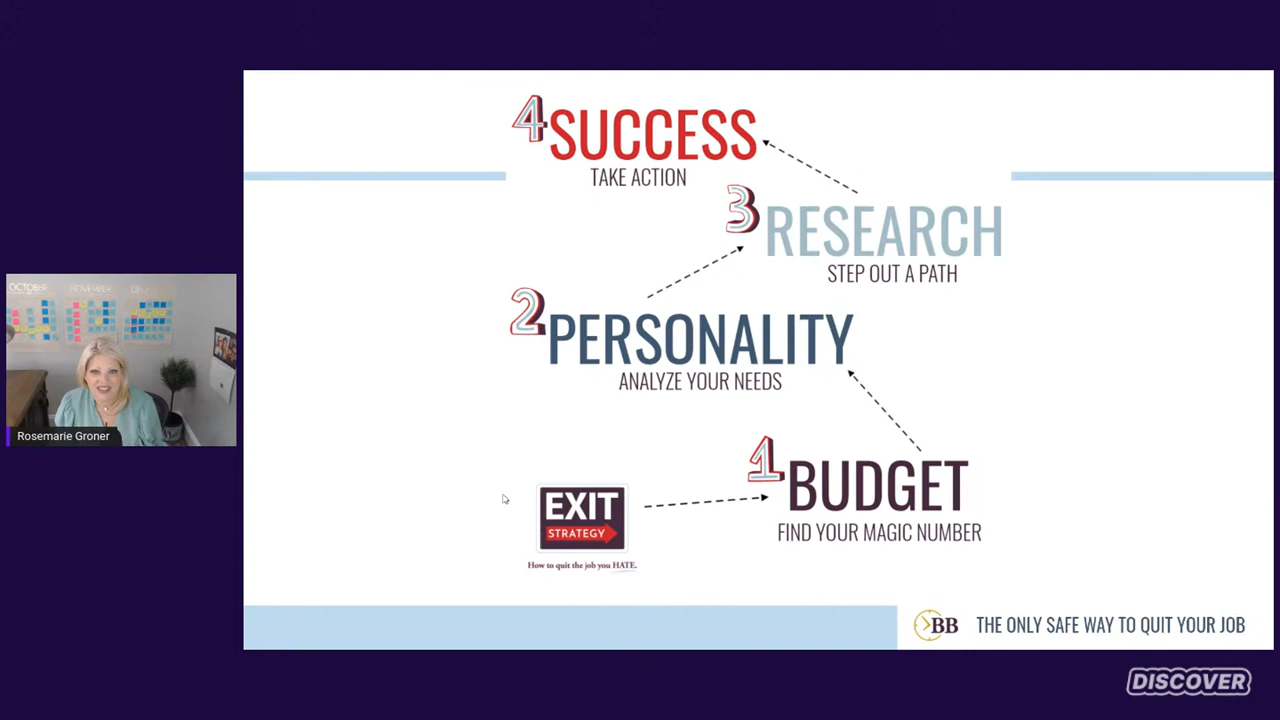 4 SUCCESS
TAKE ACTION
3 RESEARCH
STEP OUT A PATH
2 PERSONALITY
ANALYZE YOUR NEEDS
1 BUDGET
FIND YOUR MAGIC NUMBER
EXIT
STRATEGY
How to quit the job you HATE.
BB THE ONLY SAFE WAY TO QUIT YOUR JOB
OCTOBER NOVEMBER
Rosemarie Groner
DISCOVER